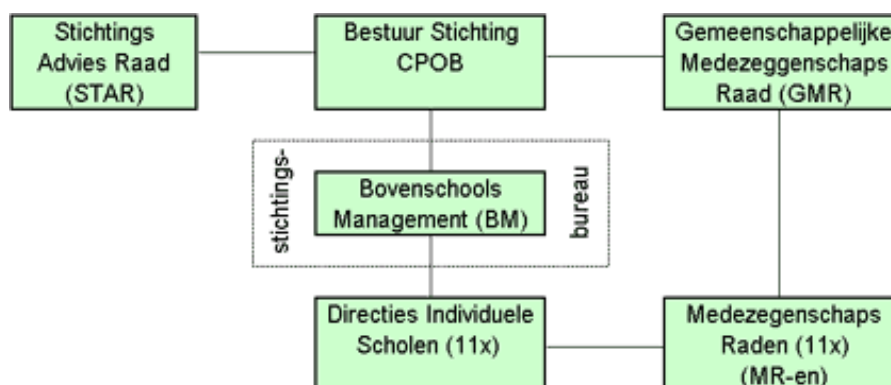 Stichtings
Advies Raad
(STAR)
Bestuur Stichting
CPOB
Gemeenschappelijke
Medezeggenschaps
Raad (GMR)
stichtings-
Bovenschools
Management (BM)
bureau
Directies Individuele
Scholen (11x)
Medezegenschaps
Raden (11x)
(MR-en)